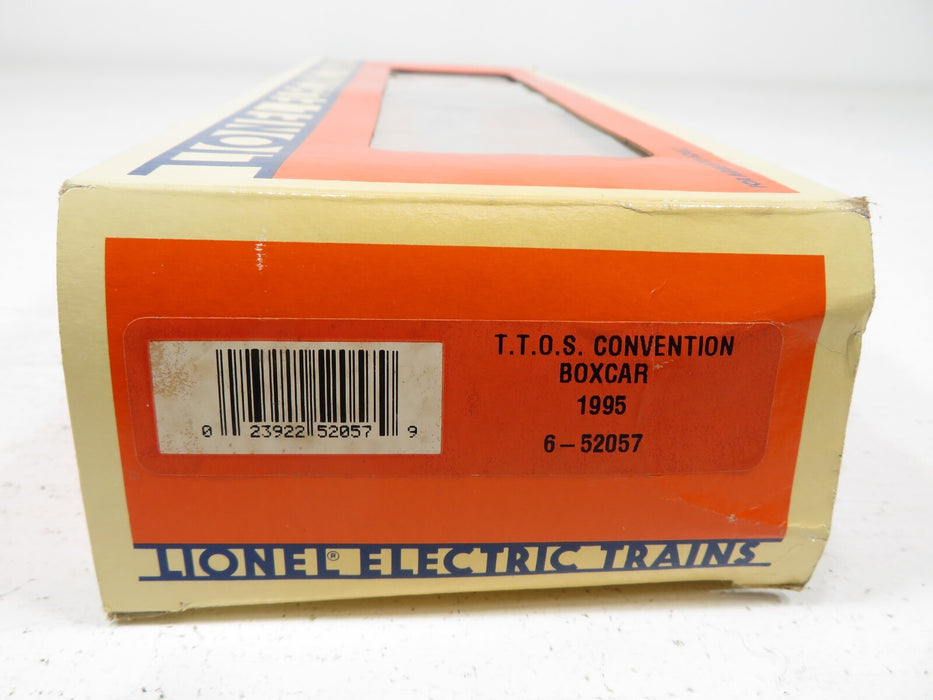 LIONEL
T.T.O.S. CONVENTION
BOXCAR
1995
6-52057
0 23922 52057 9
LIONEL® ELECTRIC TRAINS